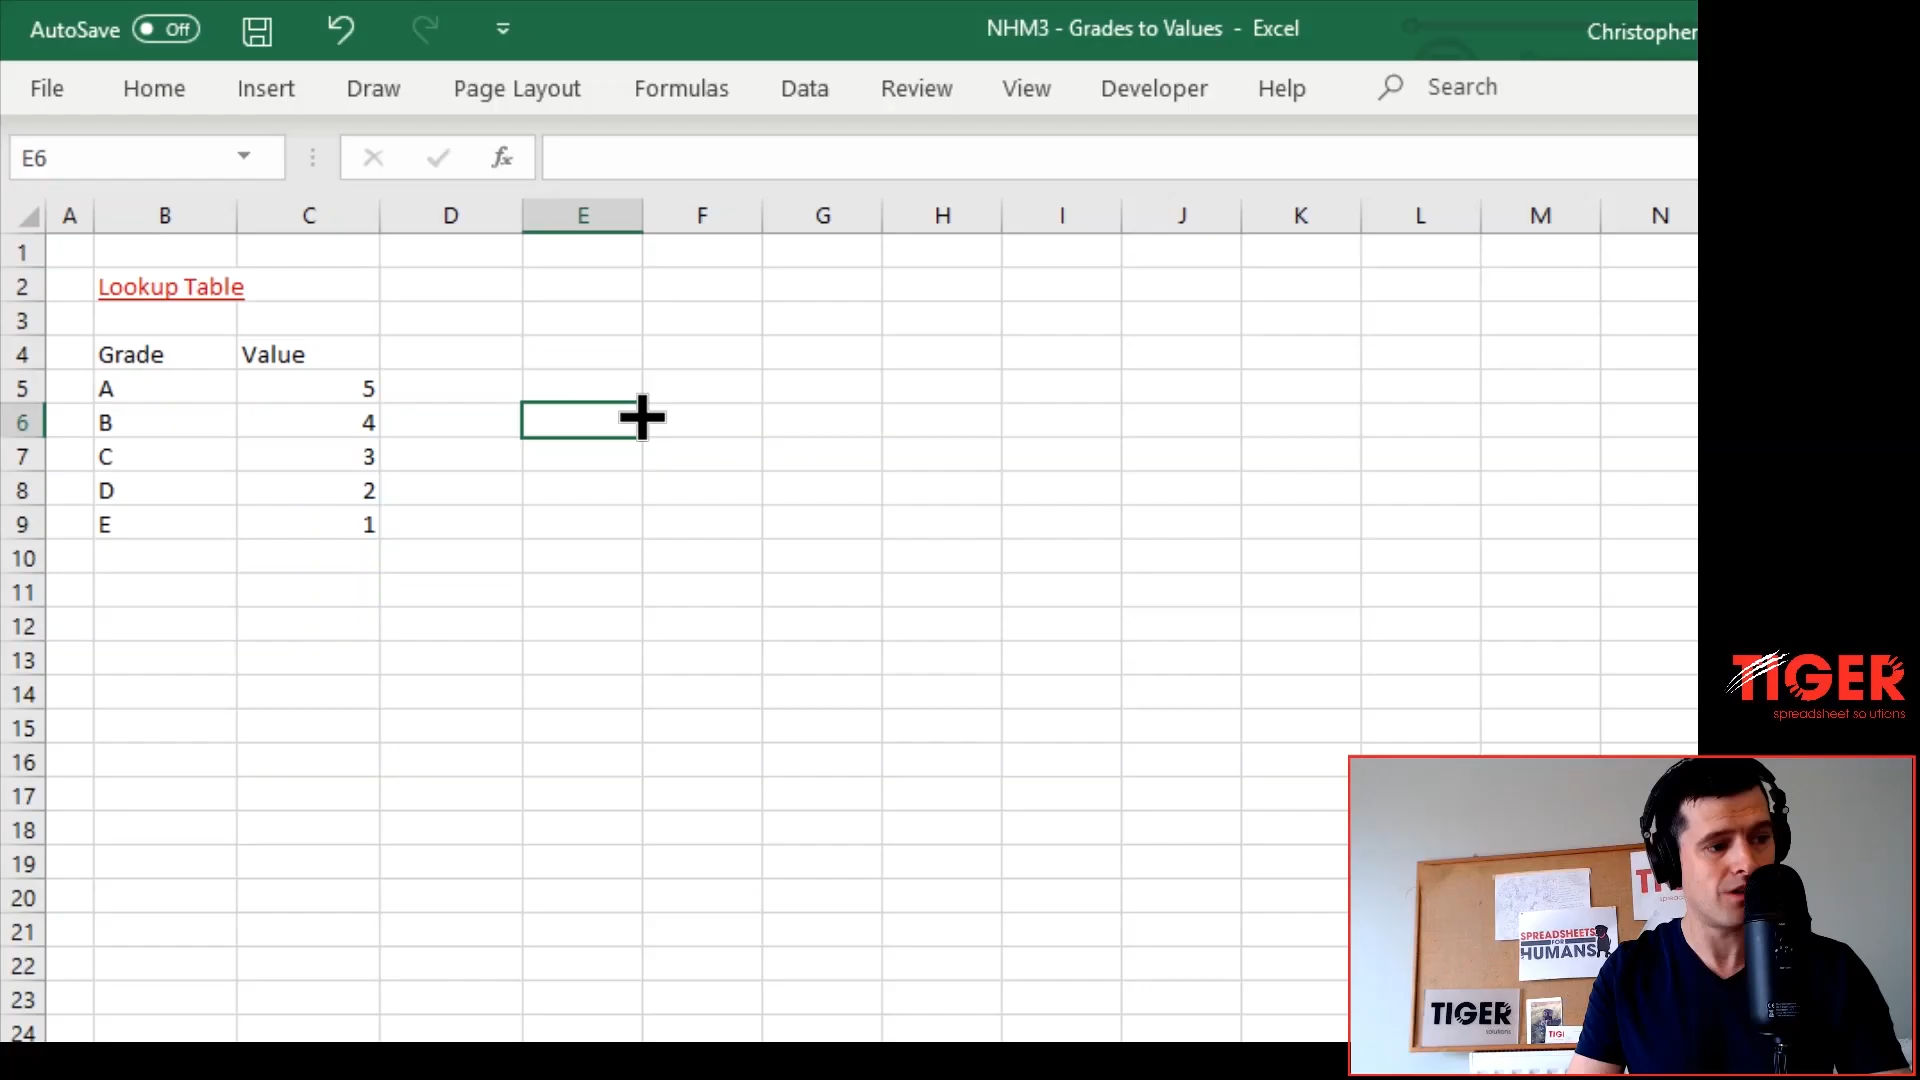 AutoSave Off
NHM3 - Grades to Values - Excel
Christopher
File Home Insert Draw Page Layout Formulas Data Review View Developer Help Search
E6
fx
A B C D E F G H I J K L M N
1
2 Lookup Table
3
4 Grade Value
5 A 5
6 B 4
7 C 3
8 D 2
9 E 1
10
11
12
13
14
15
16
17
18
19
20
21
22
23
24
TIGER
spreadsheet solutions
SPREADSHEETS
FOR
HUMANS
TIGER
solutions
TIGI